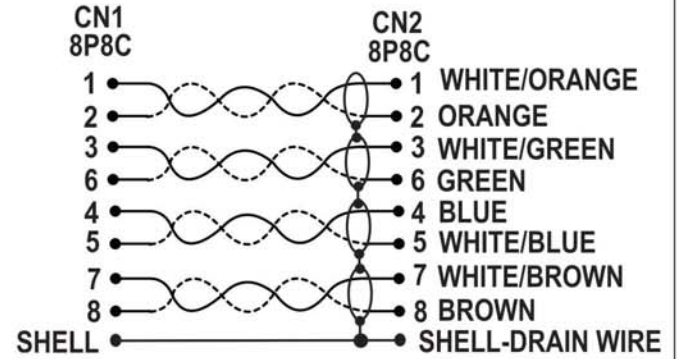 CN1 CN2
8P8C 8P8C
1 1 WHITE/ORANGE
2 2 ORANGE
3 3 WHITE/GREEN
6 6 GREEN
4 4 BLUE
5 5 WHITE/BLUE
7 7 WHITE/BROWN
8 8 BROWN
SHELL SHELL-DRAIN WIRE